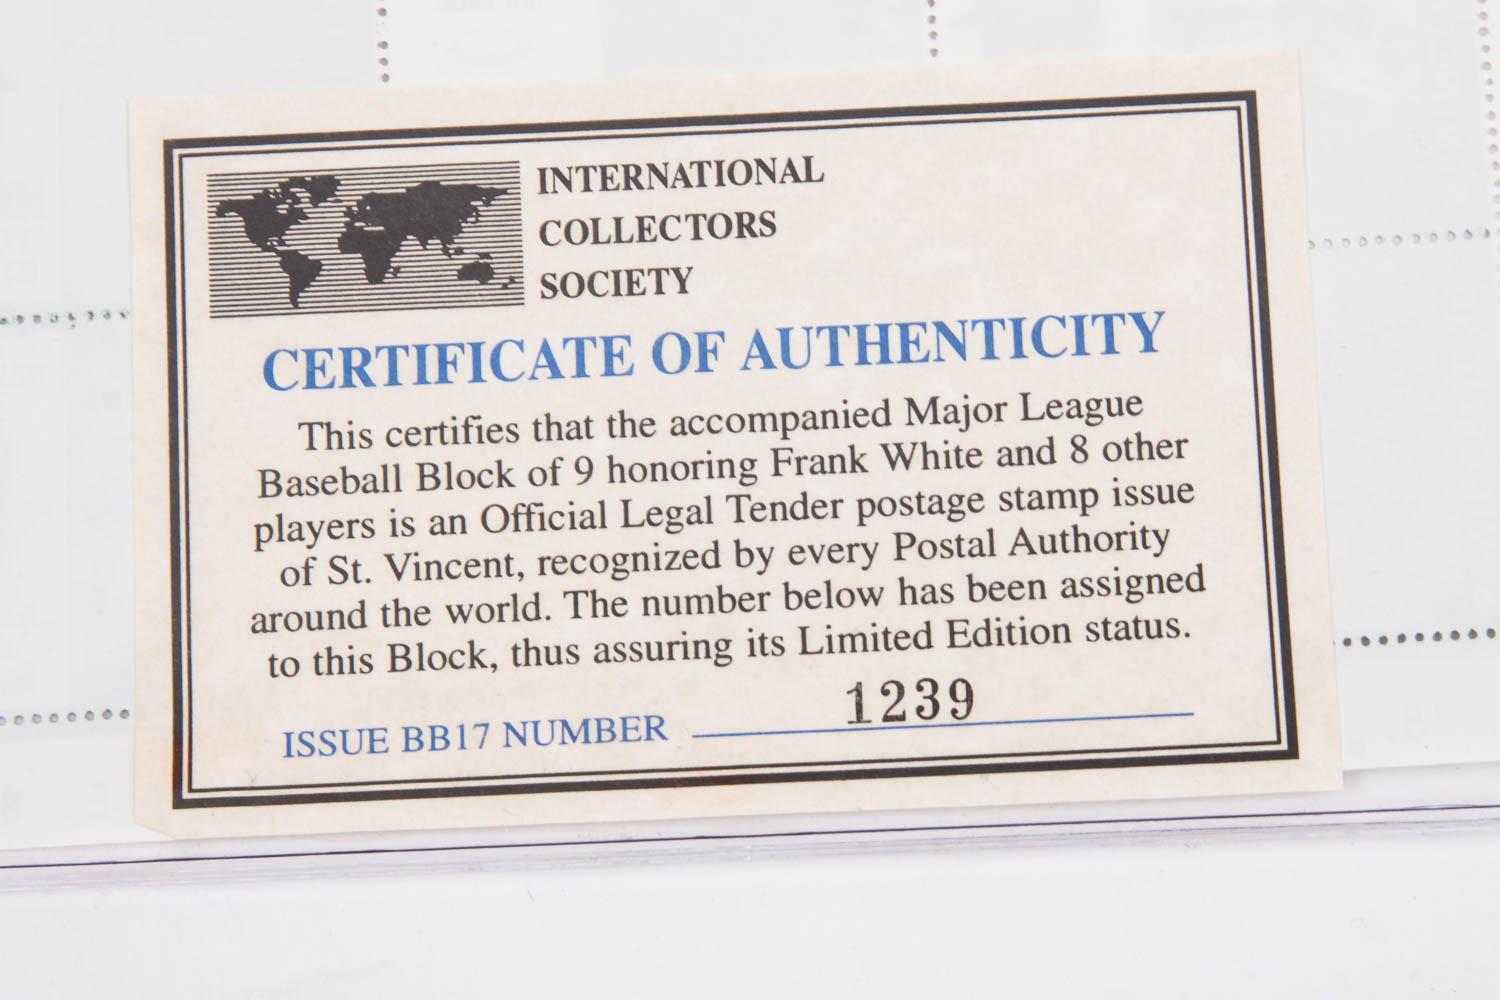 INTERNATIONAL
COLLECTORS
SOCIETY
CERTIFICATE OF AUTHENTICITY
This certifies that the accompanied Major League
Baseball Block of 9 honoring Frank White and 8 other
players is an Official Legal Tender postage stamp issue
of St. Vincent, recognized by every Postal Authority
around the world. The number below has been assigned
to this Block, thus assuring its Limited Edition status.
ISSUE BB17 NUMBER 1239